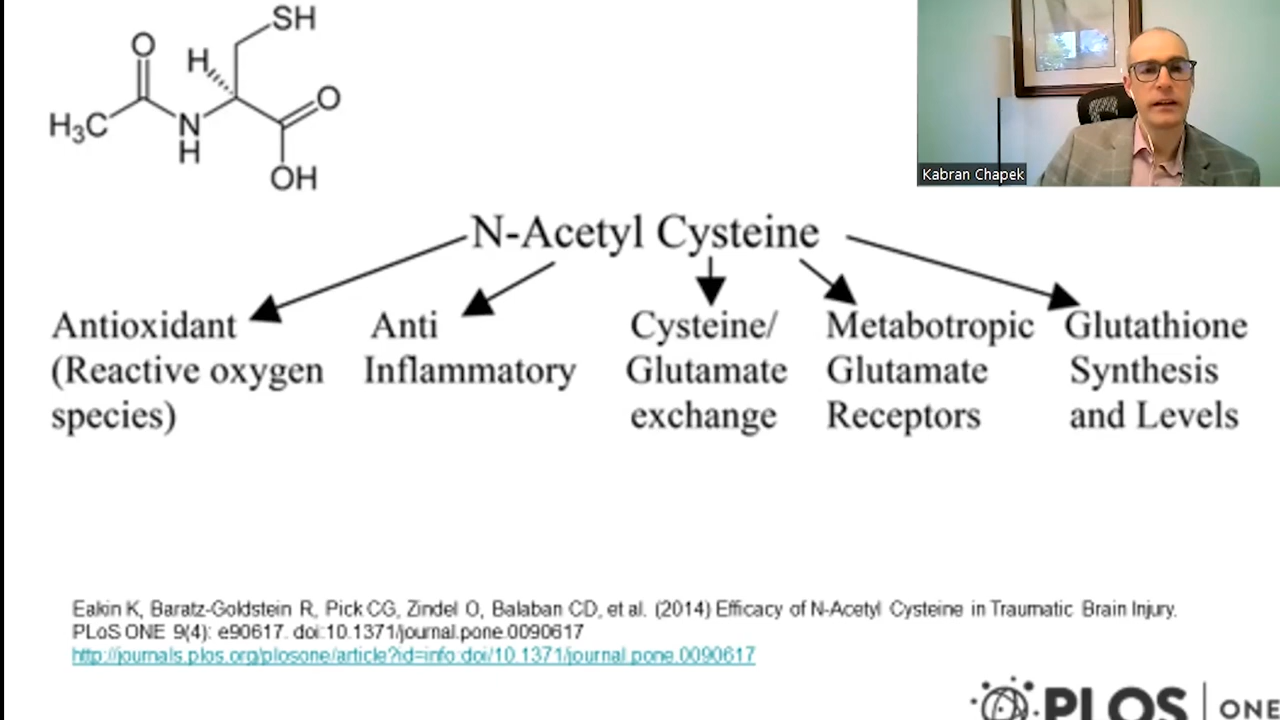 SH
O
H
H₃C
N
H
O
OH
Kabran Chapek
N-Acetyl Cysteine
Antioxidant
(Reactive oxygen
species)
Anti
Inflammatory
Cysteine/
Glutamate
exchange
Metabotropic
Glutamate
Receptors
Glutathione
Synthesis
and Levels
Eakin K, Baratz-Goldstein R, Pick CG, Zindel O, Balaban CD, et al. (2014) Efficacy of N-Acetyl Cysteine in Traumatic Brain Injury.
PLoS ONE 9(4): e90617. doi:10.1371/journal.pone.0090617
http://journals.plos.org/plosone/article?id=info:doi/10.1371/journal.pone.0090617
PLOS | ONE